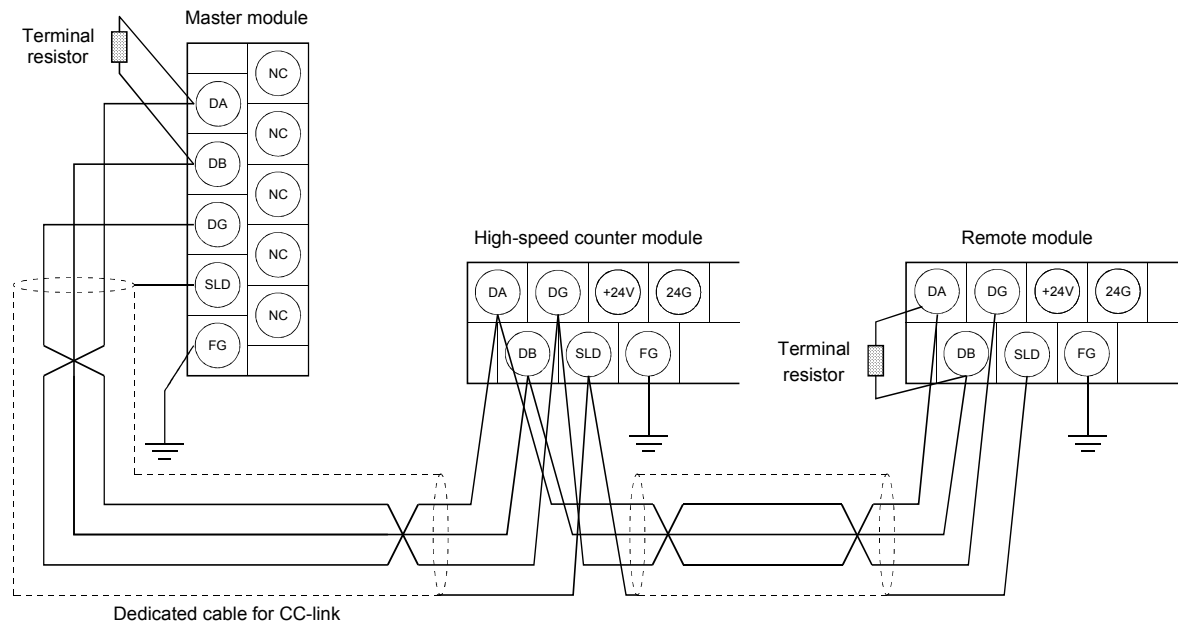 Master module
Terminal
resistor
NC
DA
NC
DB
NC
DG
NC
SLD
NC
FG
High-speed counter module
DA
DG
+24V
24G
DB
SLD
FG
Remote module
DA
DG
+24V
24G
DB
SLD
FG
Terminal
resistor
Dedicated cable for CC-link